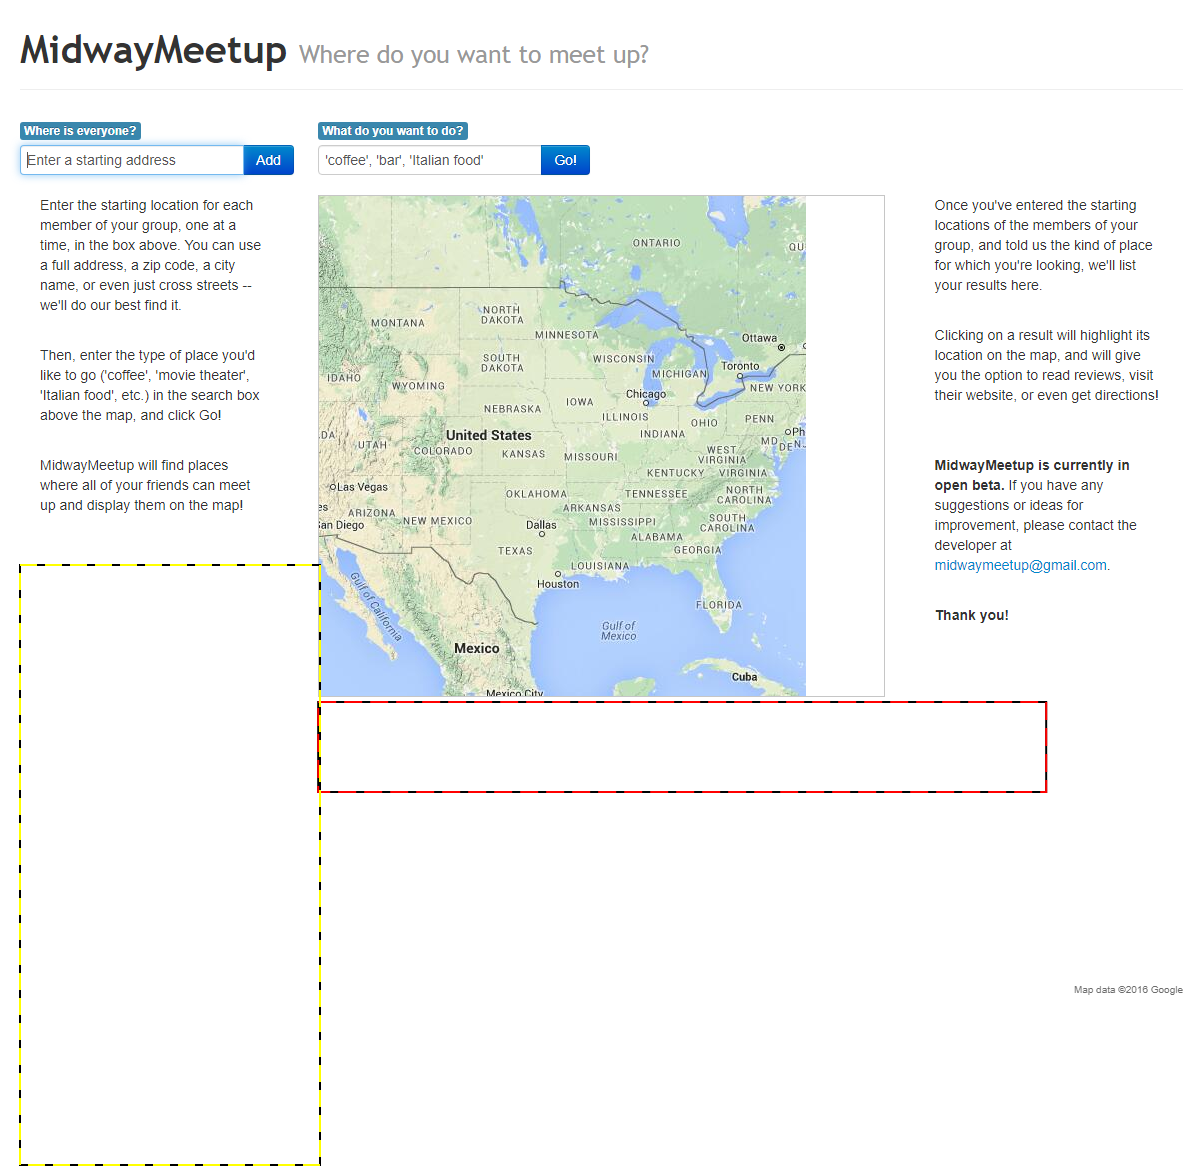 MidwayMeetup Where do you want to meet up?
Where is everyone?
Enter a starting address Add
What do you want to do?
'coffee', 'bar', 'Italian food' Go!
Enter the starting location for each
member of your group, one at a
time, in the box above. You can use
a full address, a zip code, a city
name, or even just cross streets --
we'll do our best find it.
Then, enter the type of place you'd
like to go ('coffee', 'movie theater',
'Italian food', etc.) in the search box
above the map, and click Go!
MidwayMeetup will find places
where all of your friends can meet
up and display them on the map!
ONTARIO
QU
MONTANA
NORTH
DAKOTA
MINNESOTA
Ottawa
SOUTH
DAKOTA
WISCONSIN
MICHIGAN
Toronto
IDAHO
WYOMING
NEW YORK
Chicago
NEBRASKA
IOWA
ILLINOIS
OHIO
PENN
INDIANA
Ph
DA
UTAH
United States
COLORADO
KANSAS
MISSOURI
WEST
VIRGINIA
MD
DE
N
KENTUCKY
VIRGINIA
Las Vegas
OKLAHOMA
TENNESSEE
NORTH
CAROLINA
es
ARIZONA
ARKANSAS
San Diego
NEW MEXICO
Dallas
MISSISSIPPI
SOUTH
CAROLINA
ALABAMA
TEXAS
GEORGIA
LOUISIANA
Houston
Gulf of California
FLORIDA
Gulf of
Mexico
Mexico
Cuba
Mexico City
Once you've entered the starting
locations of the members of your
group, and told us the kind of place
for which you're looking, we'll list
your results here.
Clicking on a result will highlight its
location on the map, and will give
you the option to read reviews, visit
their website, or even get directions!
MidwayMeetup is currently in
open beta. If you have any
suggestions or ideas for
improvement, please contact the
developer at
midwaymeetup@gmail.com.
Thank you!
Map data ©2016 Google